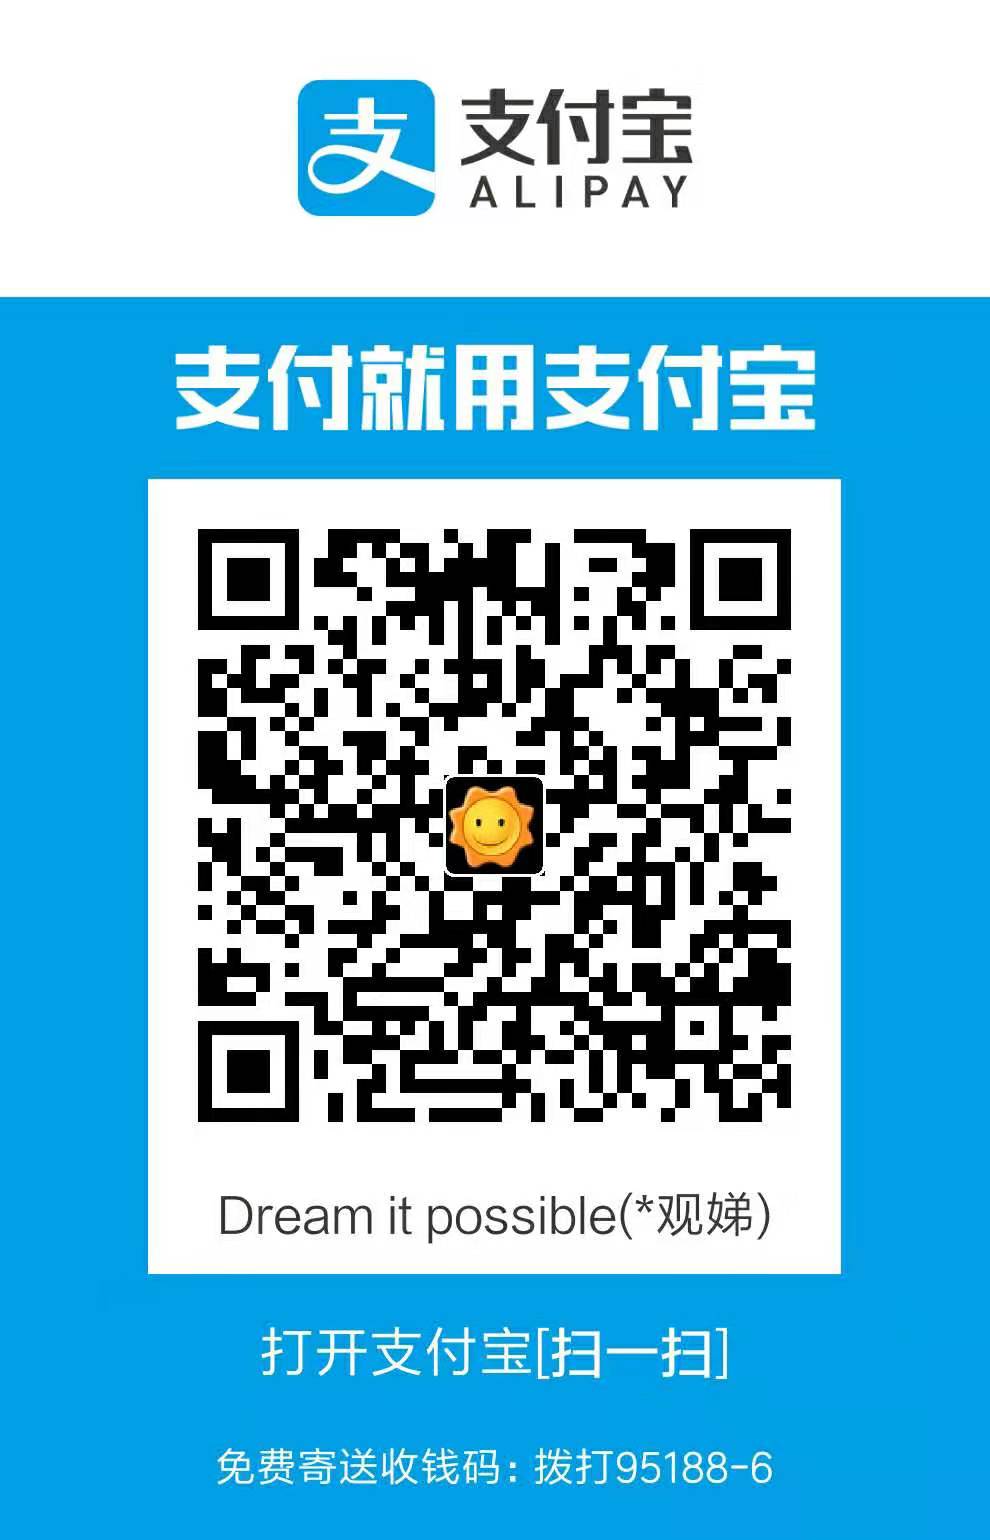 支付宝
ALIPAY
支付就用支付宝
Dream it possible(*观娣)
打开支付宝[扫一扫]
免费寄送收钱码：拨打95188-6